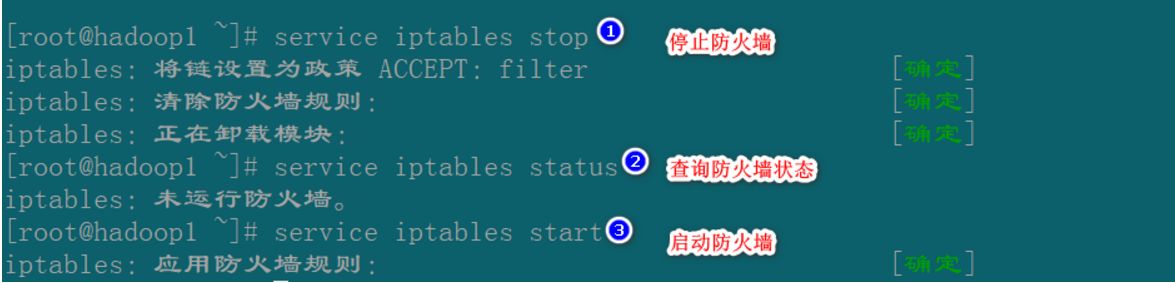 [root@hadoop1 ~]# service iptables stop 1 停止防火墙
iptables: 将链设置为政策 ACCEPT: filter [确定]
iptables: 清除防火墙规则: [确定]
iptables: 正在卸载模块: [确定]
[root@hadoop1 ~]# service iptables status 2 查询防火墙状态
iptables: 未运行防火墙。
[root@hadoop1 ~]# service iptables start 3 启动防火墙
iptables: 应用防火墙规则: [确定]